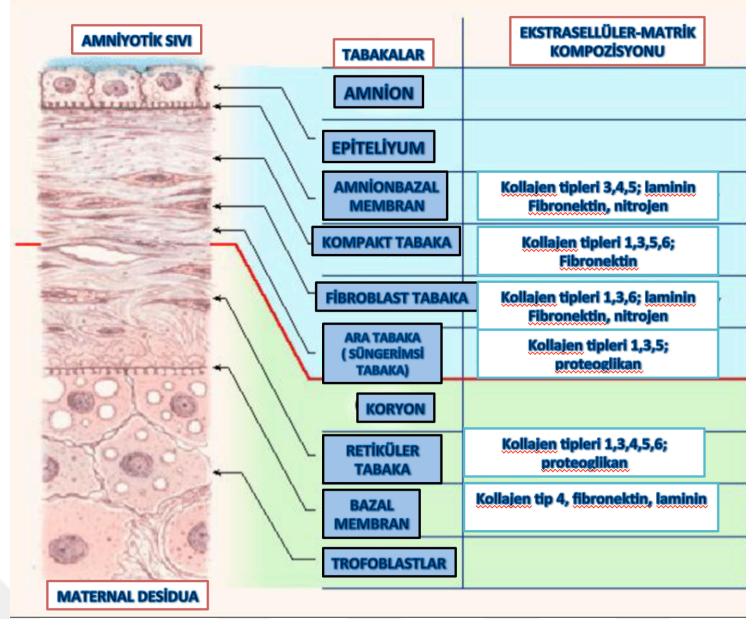 AMNİYOTİK SIVI
TABAKALAR
EKSTRASELLÜLER-MATRİK
KOMPOZİSYONU
AMNİON
EPİTELİYUM
AMNİONBAZAL
MEMBRAN
Kollajen tipleri 3,4,5; laminin
Fibronektin, nitrojen
KOMPAKT TABAKA
Kollajen tipleri 1,3,5,6;
Fibronektin
FİBROBLAST TABAKA
Kollajen tipleri 1,3,6; laminin
Fibronektin, nitrojen
ARA TABAKA
( SÜNGERİMSİ
TABAKA)
Kollajen tipleri 1,3,5;
proteoglikan
KORYON
RETİKÜLER
TABAKA
Kollajen tipleri 1,3,4,5,6;
proteoglikan
BAZAL
MEMBRAN
Kollajen tip 4, fibronektin, laminin
TROFOBLASTLAR
MATERNAL DESİDUA